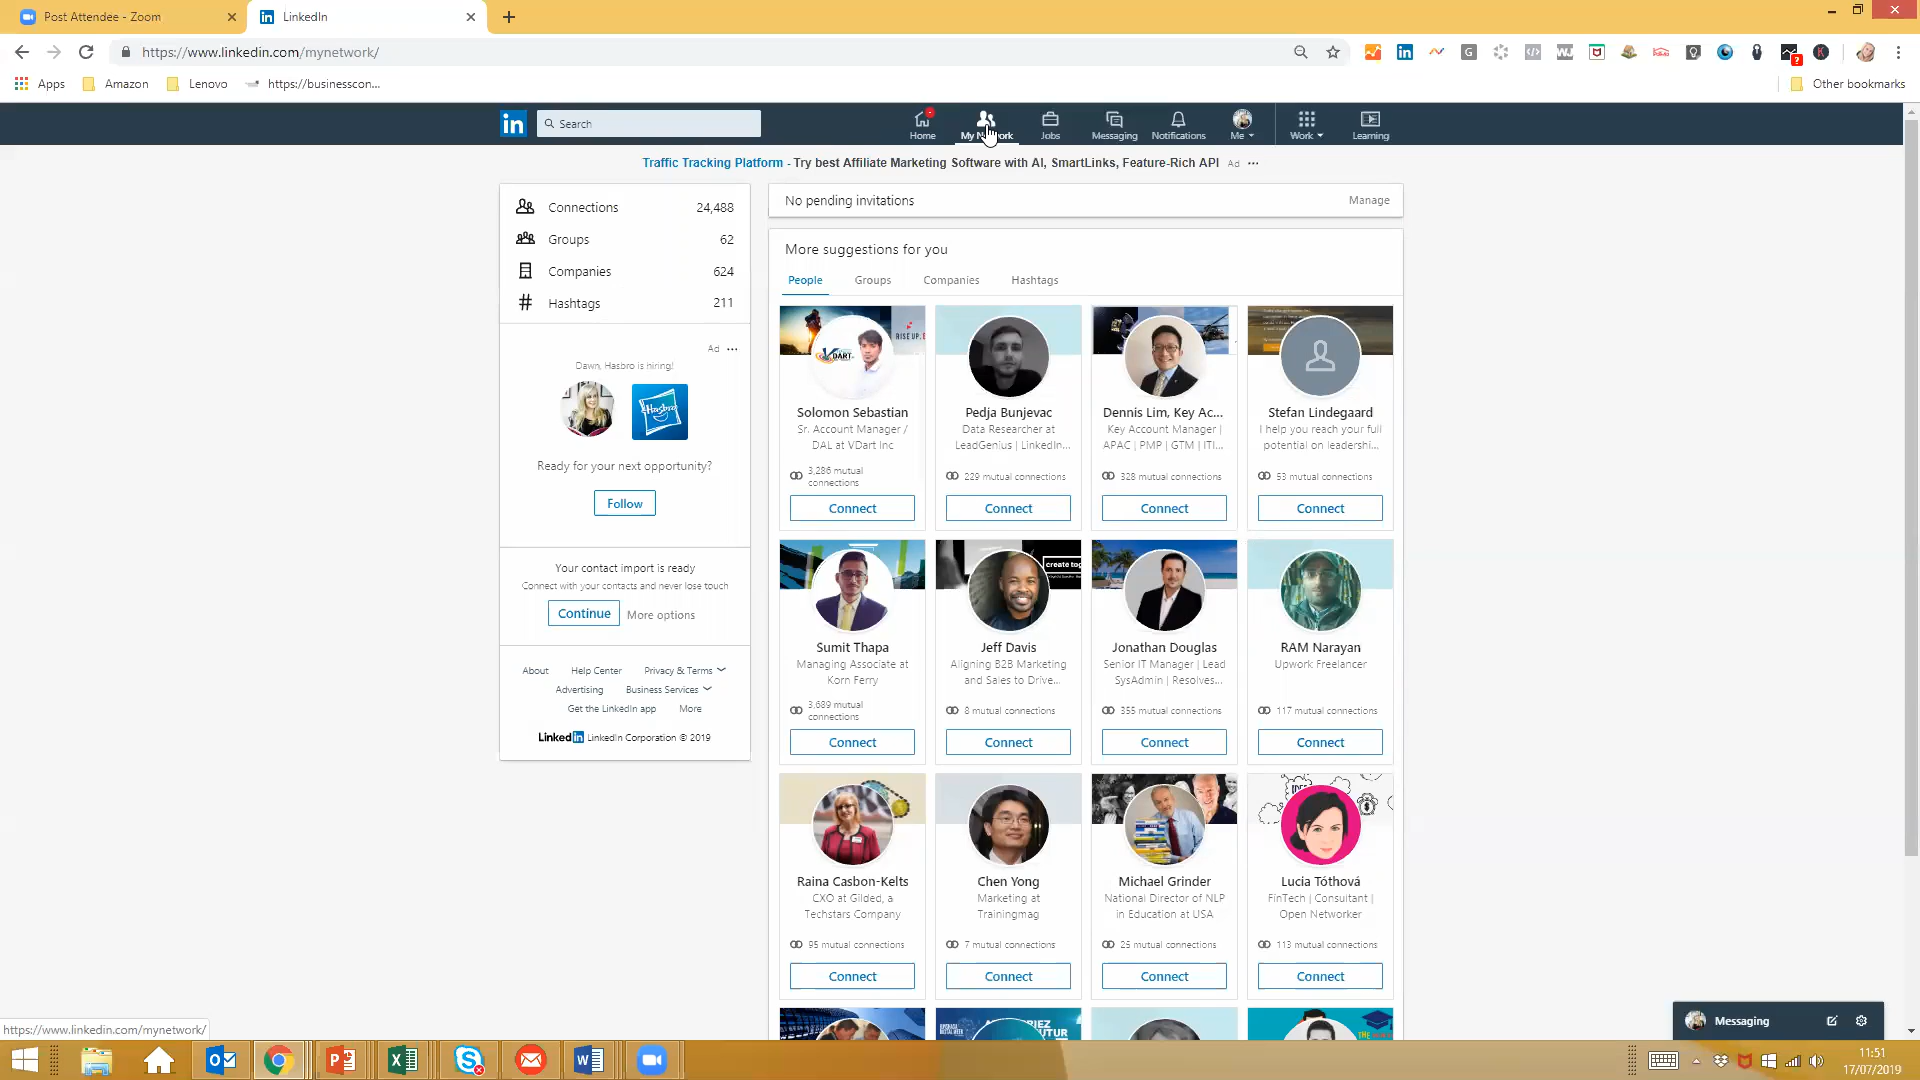 Post Attendee - Zoom
LinkedIn
https://www.linkedin.com/mynetwork/
Apps
Amazon
Lenovo
https://businesscon...
Other bookmarks
Search
Home
My Network
Jobs
Messaging
Notifications
Me
Work
Learning
Traffic Tracking Platform - Try best Affiliate Marketing Software with AI, SmartLinks, Feature-Rich API Ad ...
Connections 24,488
Groups 62
Companies 624
Hashtags 211
Ad ...
Dawn, Hasbro is hiring!
Hasbro
Ready for your next opportunity?
Follow
Your contact import is ready
Connect with your contacts and never lose touch
Continue More options
About Help Center Privacy & Terms
Advertising Business Services
Get the LinkedIn app More
LinkedIn LinkedIn Corporation © 2019
No pending invitations Manage
More suggestions for you
People Groups Companies Hashtags
VDART
RISE UP.
Solomon Sebastian
Sr. Account Manager /
DAL at VDart Inc
3,286 mutual
connections
Connect
Pedja Bunjevac
Data Researcher at
LeadGenius | LinkedIn...
229 mutual connections
Connect
Dennis Lim, Key Ac...
Key Account Manager |
APAC | PMP | GTM | ITI...
328 mutual connections
Connect
Stefan Lindegaard
I help you reach your full
potential on leadershi...
53 mutual connections
Connect
Sumit Thapa
Managing Associate at
Korn Ferry
3,689 mutual
connections
Connect
create tog
Jeff Davis
Aligning B2B Marketing
and Sales to Drive...
8 mutual connections
Connect
Jonathan Douglas
Senior IT Manager | Lead
SysAdmin | Resolves...
355 mutual connections
Connect
RAM Narayan
Upwork Freelancer
117 mutual connections
Connect
Raina Casbon-Kelts
CXO at Gilded, a
Techstars Company
95 mutual connections
Connect
Chen Yong
Marketing at
Trainingmag
7 mutual connections
Connect
Michael Grinder
National Director of NLP
in Education at USA
25 mutual connections
Connect
Lucia Tóthová
FinTech | Consultant |
Open Networker
113 mutual connections
Connect
Messaging
https://www.linkedin.com/mynetwork/
11:51
17/07/2019